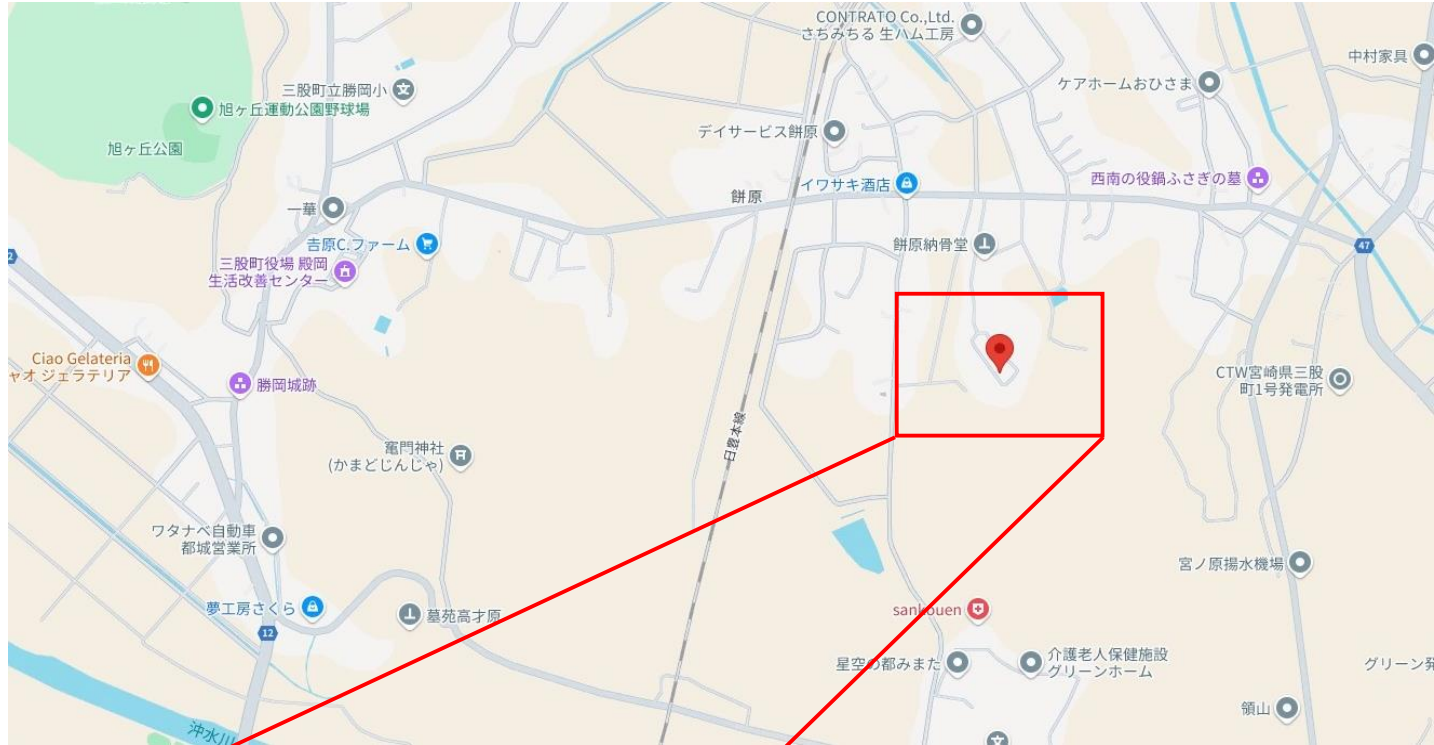 CONTRATO Co.,Ltd.
さちみちる 生ハム工房
中村家具
三股町立勝岡小
文
ケアホームおひさま
旭ヶ丘運動公園野球場
デイサービス餅原
旭ヶ丘公園
イワサキ酒店
西南の役鍋ふさぎの墓
餅原
一華
吉原C.ファーム
餅原納骨堂
47
2
三股町役場 殿岡
生活改善センター
Ciao Gelateria
ャオ ジェラテリア
CTW宮崎県三股
町1号発電所
勝岡城跡
日豊本線
竈門神社
(かまどじんじゃ)
ワタナベ自動車
都城営業所
宮ノ原揚水機場
夢工房さくら
墓苑高才原
sankouen
12
星空の都みまた
介護老人保健施設
グリーンホーム
グリーン発
領山
沖水川
文